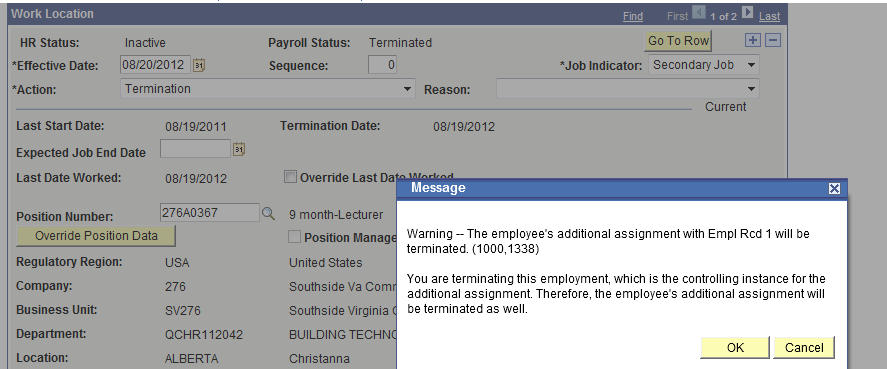 Work Location Find First 1 of 2 Last
HR Status: Inactive Payroll Status: Terminated Go To Row
*Effective Date: 08/20/2012 31 Sequence: 0 *Job Indicator: Secondary Job
*Action: Termination Reason:
Current
Last Start Date: 08/19/2011 Termination Date: 08/19/2012
Expected Job End Date 31
Last Date Worked: 08/19/2012 Override Last Date Worked
Position Number: 276A0367 9 month-Lecturer
Override Position Data Position Manage
Regulatory Region: USA United States
Company: 276 Southside Va Comm
Business Unit: SV276 Southside Virginia
Department: QCHR112042 BUILDING TECHNO
Location: ALBERTA Christanna
Message
Warning -- The employee's additional assignment with Empl Rcd 1 will be
terminated. (1000,1338)
You are terminating this employment, which is the controlling instance for the
additional assignment. Therefore, the employee's additional assignment will
be terminated as well.
OK Cancel